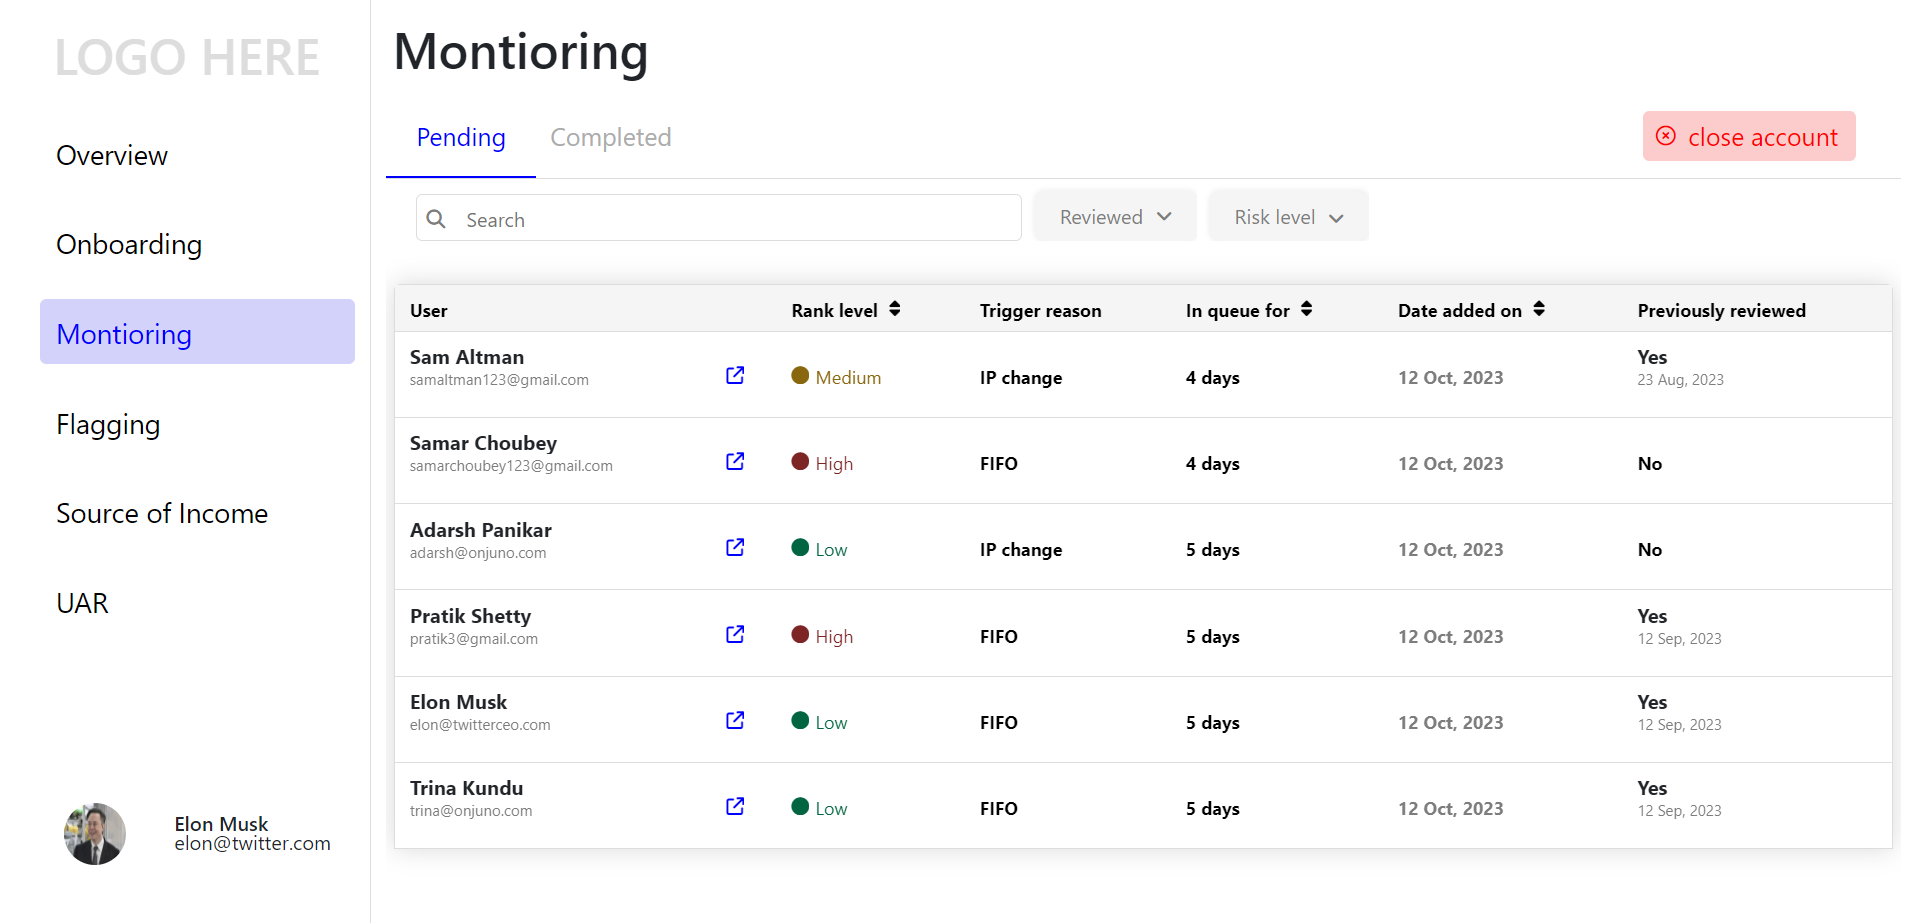 LOGO HERE
Overview
Onboarding
Montioring
Flagging
Source of Income
UAR
Elon Musk
elon@twitter.com
Montioring
Pending Completed
close account
Search Reviewed Risk level
User Rank level Trigger reason In queue for Date added on Previously reviewed
Sam Altman Yes
samaltman123@gmail.com Medium IP change 4 days 12 Oct, 2023 23 Aug, 2023
Samar Choubey
samarchoubey123@gmail.com High FIFO 4 days 12 Oct, 2023 No
Adarsh Panikar
adarsh@onjuno.com Low IP change 5 days 12 Oct, 2023 No
Pratik Shetty Yes
pratik3@gmail.com High FIFO 5 days 12 Oct, 2023 12 Sep, 2023
Elon Musk Yes
elon@twitterceo.com Low FIFO 5 days 12 Oct, 2023 12 Sep, 2023
Trina Kundu Yes
trina@onjuno.com Low FIFO 5 days 12 Oct, 2023 12 Sep, 2023